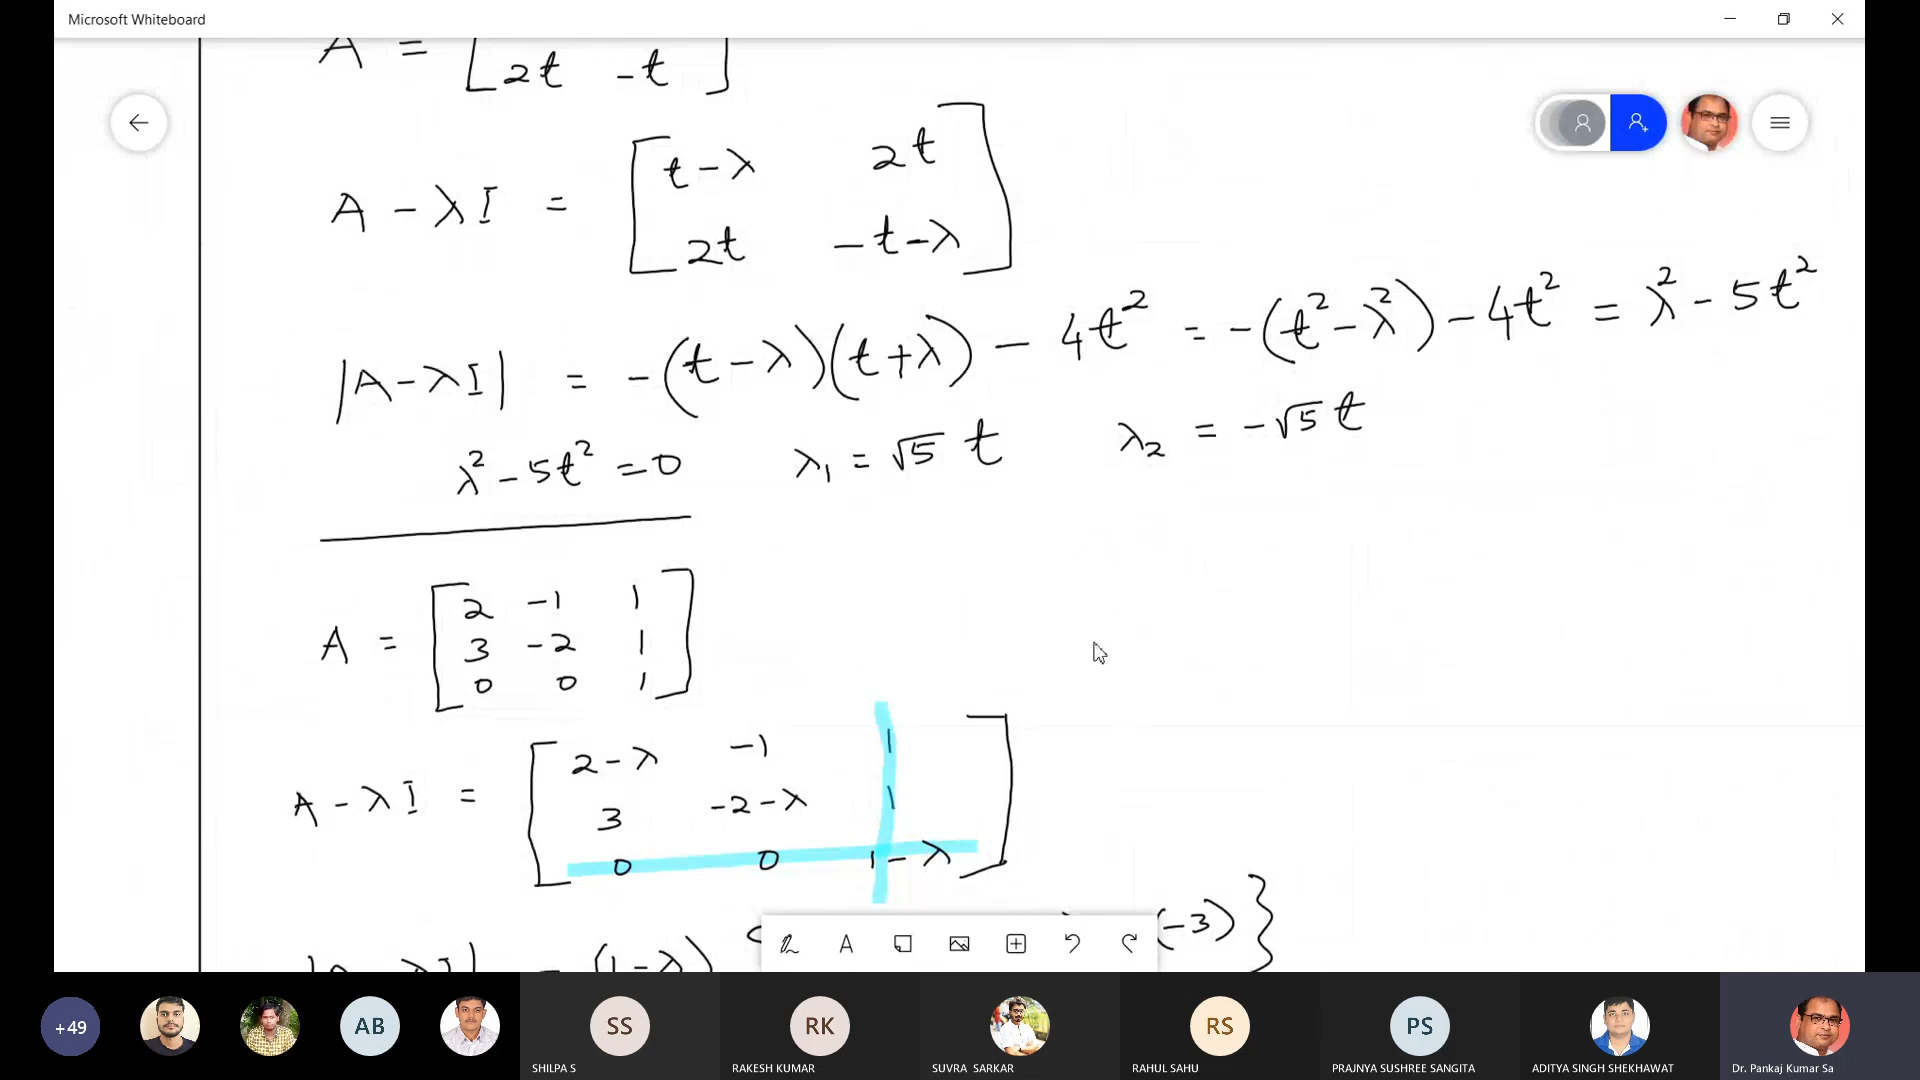 Microsoft Whiteboard
A = [ 2t -t ]
A - λI = [ t-λ 2t
2t -t-λ ]
|A-λI| = -(t-λ)(t+λ) - 4t² = -(t²-λ²) - 4t² = λ² - 5t²
λ² - 5t² = 0 λ₁ = √5 t λ₂ = -√5 t
A = [ 2 -1 1
3 -2 1
0 0 1 ]
A - λI = [ 2-λ -1 1
3 -2-λ 1
0 0 1-λ ]
|A-λI| = (1-λ) (-3)}
A
+49
AB
SS
RK
RS
PS
SHILPA S
RAKESH KUMAR
SUVRA SARKAR
RAHUL SAHU
PRAJNYA SUSHREE SANGITA
ADITYA SINGH SHEKHAWAT
Dr. Pankaj Kumar Sa